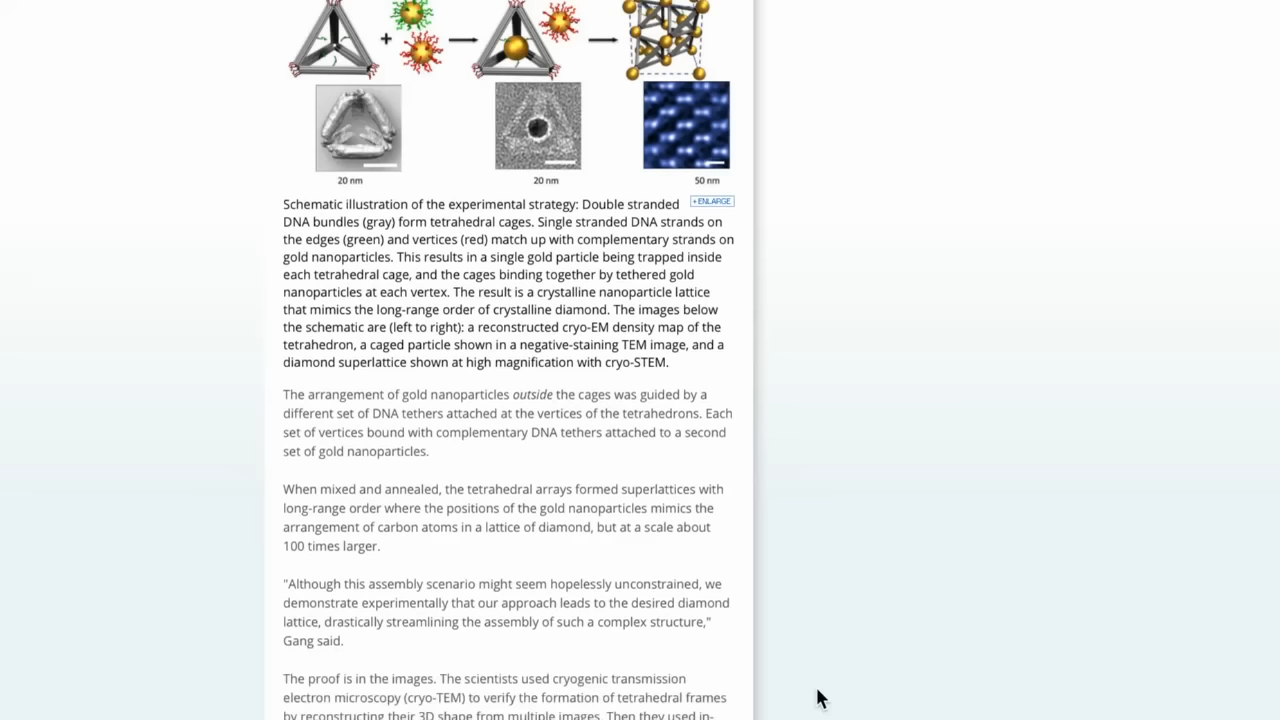 +
20 nm
20 nm
50 nm
Schematic illustration of the experimental strategy: Double stranded
+ ENLARGE
DNA bundles (gray) form tetrahedral cages. Single stranded DNA strands on
the edges (green) and vertices (red) match up with complementary strands on
gold nanoparticles. This results in a single gold particle being trapped inside
each tetrahedral cage, and the cages binding together by tethered gold
nanoparticles at each vertex. The result is a crystalline nanoparticle lattice
that mimics the long-range order of crystalline diamond. The images below
the schematic are (left to right): a reconstructed cryo-EM density map of the
tetrahedron, a caged particle shown in a negative-staining TEM image, and a
diamond superlattice shown at high magnification with cryo-STEM.
The arrangement of gold nanoparticles outside the cages was guided by a
different set of DNA tethers attached at the vertices of the tetrahedrons. Each
set of vertices bound with complementary DNA tethers attached to a second
set of gold nanoparticles.
When mixed and annealed, the tetrahedral arrays formed superlattices with
long-range order where the positions of the gold nanoparticles mimics the
arrangement of carbon atoms in a lattice of diamond, but at a scale about
100 times larger.
"Although this assembly scenario might seem hopelessly unconstrained, we
demonstrate experimentally that our approach leads to the desired diamond
lattice, drastically streamlining the assembly of such a complex structure,"
Gang said.
The proof is in the images. The scientists used cryogenic transmission
electron microscopy (cryo-TEM) to verify the formation of tetrahedral frames
by reconstructing their 3D shape from multiple images. Then they used in-